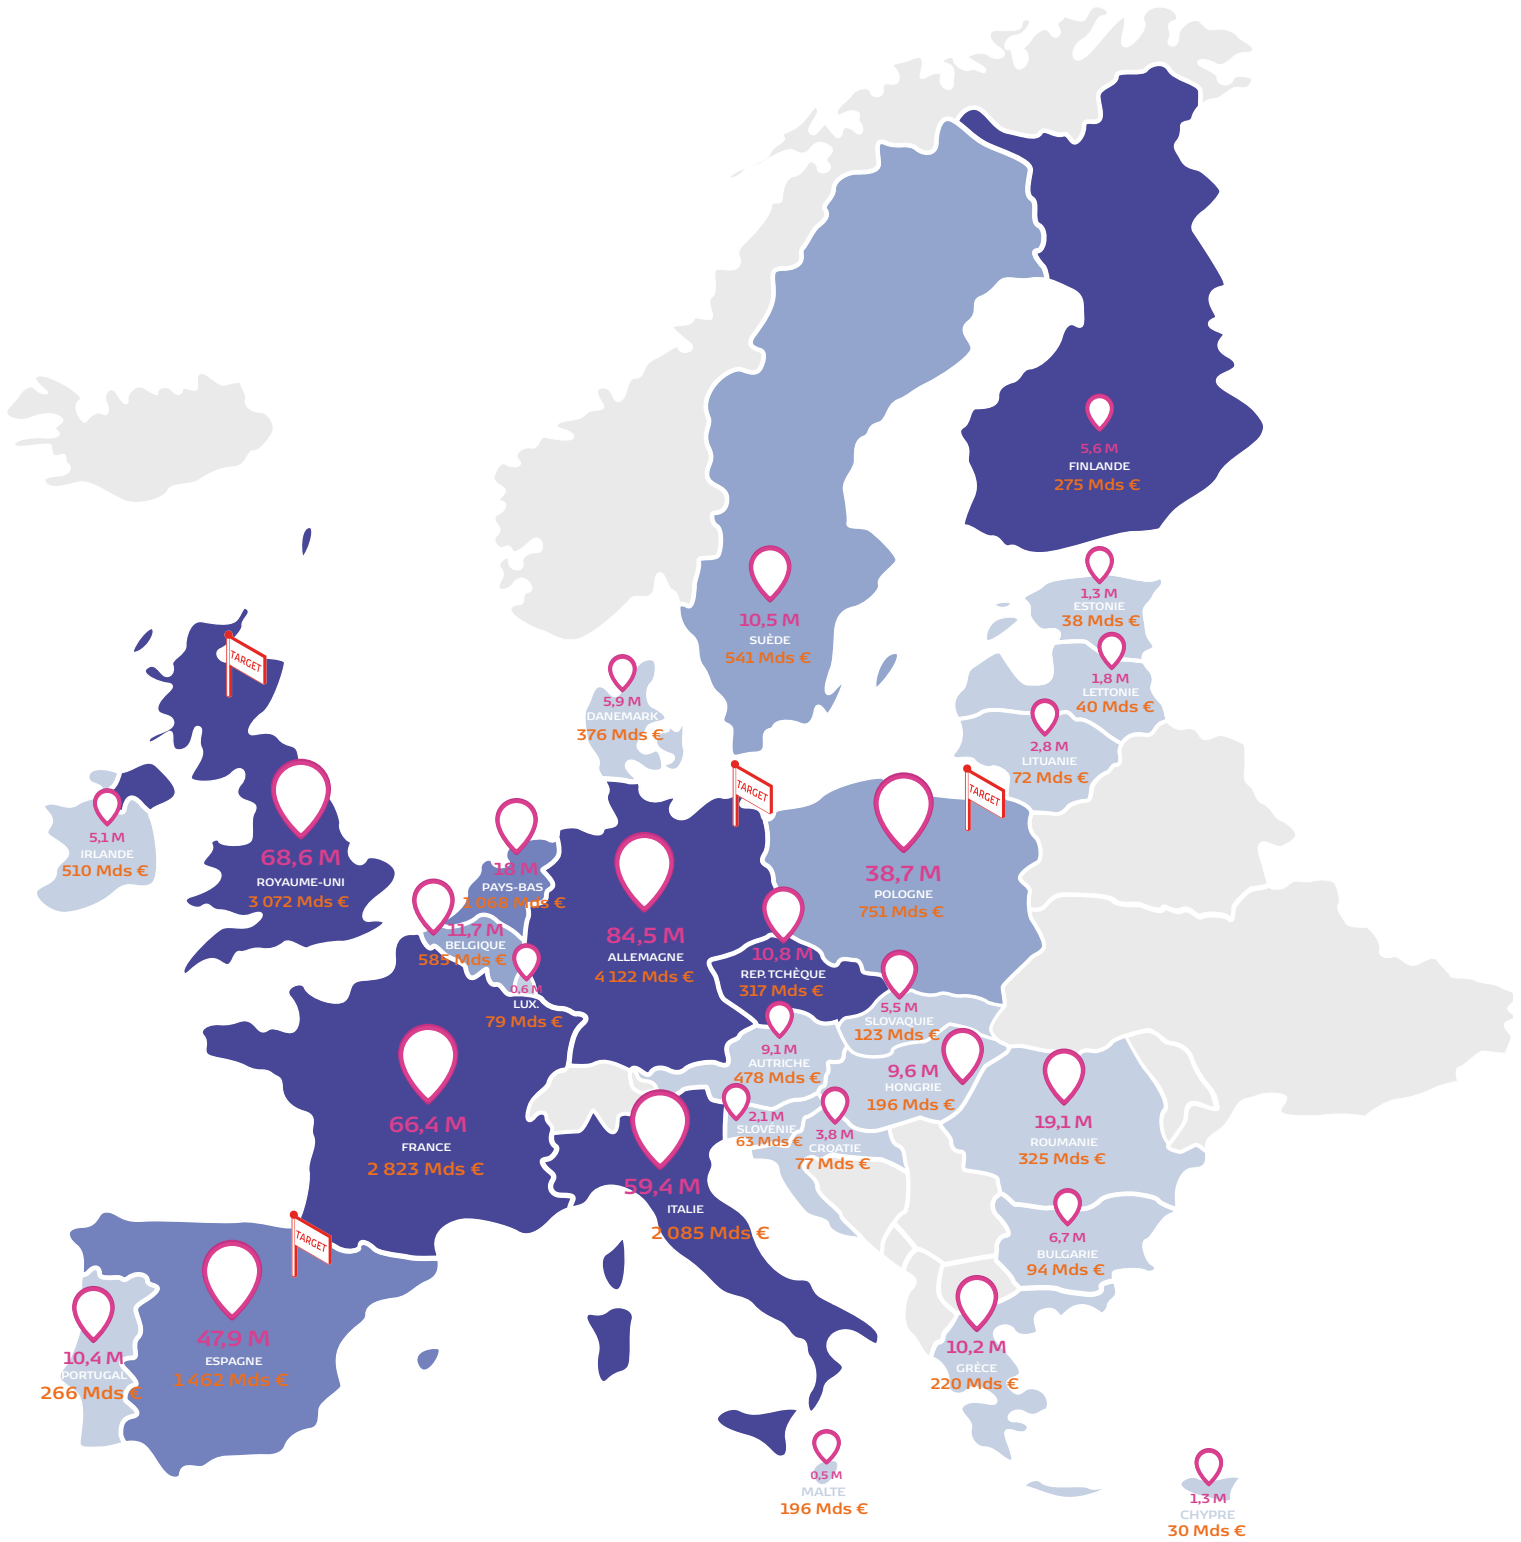 5,6 M
FINLANDE
275 Mds €
1,3 M
ESTONIE
38 Mds €
10,5 M
SUÈDE
541 Mds €
1,8 M
LETTONIE
40 Mds €
TARGET
5,9 M
DANEMARK
376 Mds €
2,8 M
LITUANIE
72 Mds €
TARGET
TARGET
5,1 M
IRLANDE
510 Mds €
68,6 M
ROYAUME-UNI
3 072 Mds €
18 M
PAYS-BAS
1 068 Mds €
38,7 M
POLOGNE
751 Mds €
11,7 M
BELGIQUE
585 Mds €
84,5 M
ALLEMAGNE
4 122 Mds €
10,8 M
REP. TCHÈQUE
317 Mds €
0,6 M
LUX.
79 Mds €
5,5 M
SLOVAQUIE
123 Mds €
9,1 M
AUTRICHE
478 Mds €
9,6 M
HONGRIE
196 Mds €
66,4 M
FRANCE
2 823 Mds €
2,1 M
SLOVÉNIE
63 Mds €
3,8 M
CROATIE
77 Mds €
19,1 M
ROUMANIE
325 Mds €
59,4 M
ITALIE
2 085 Mds €
TARGET
6,7 M
BULGARIE
94 Mds €
10,4 M
PORTUGAL
266 Mds €
47,9 M
ESPAGNE
1 462 Mds €
10,2 M
GRÈCE
220 Mds €
0,5 M
MALTE
196 Mds €
1,3 M
CHYPRE
30 Mds €